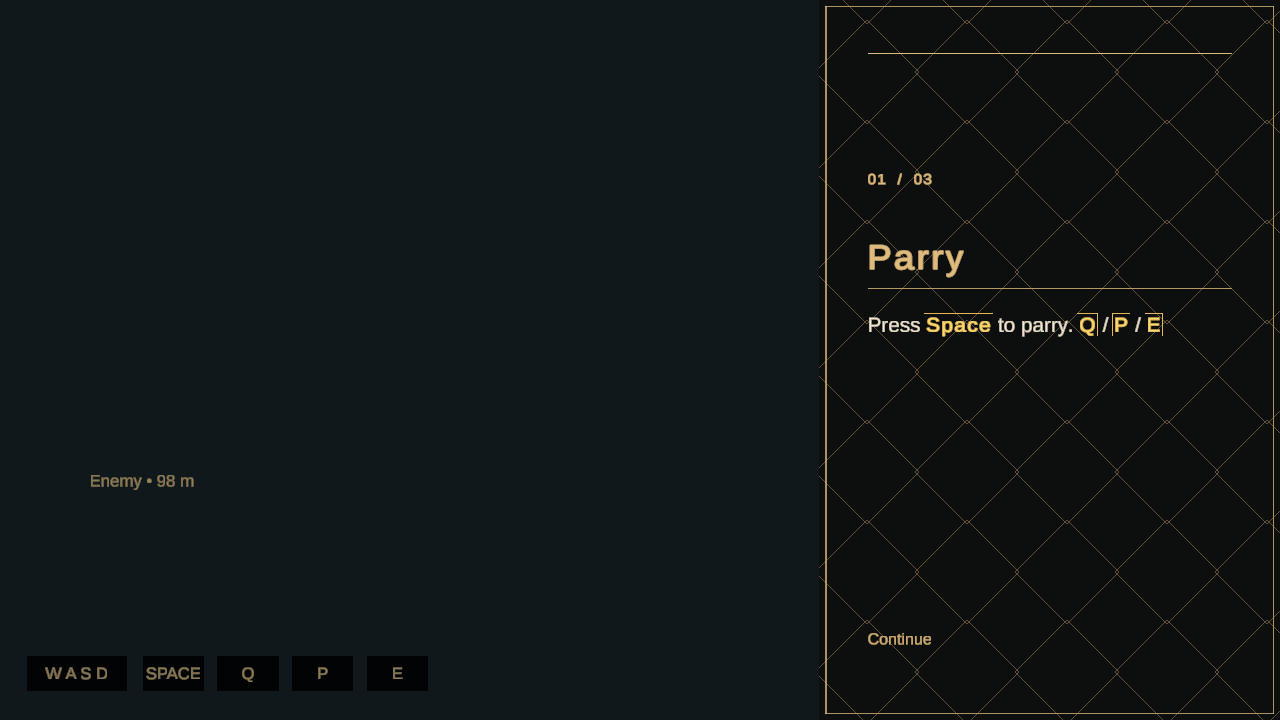 01 / 03
Parry
Press Space to parry. Q / P / E
Enemy • 98 m
Continue
W A S D SPACE Q P E